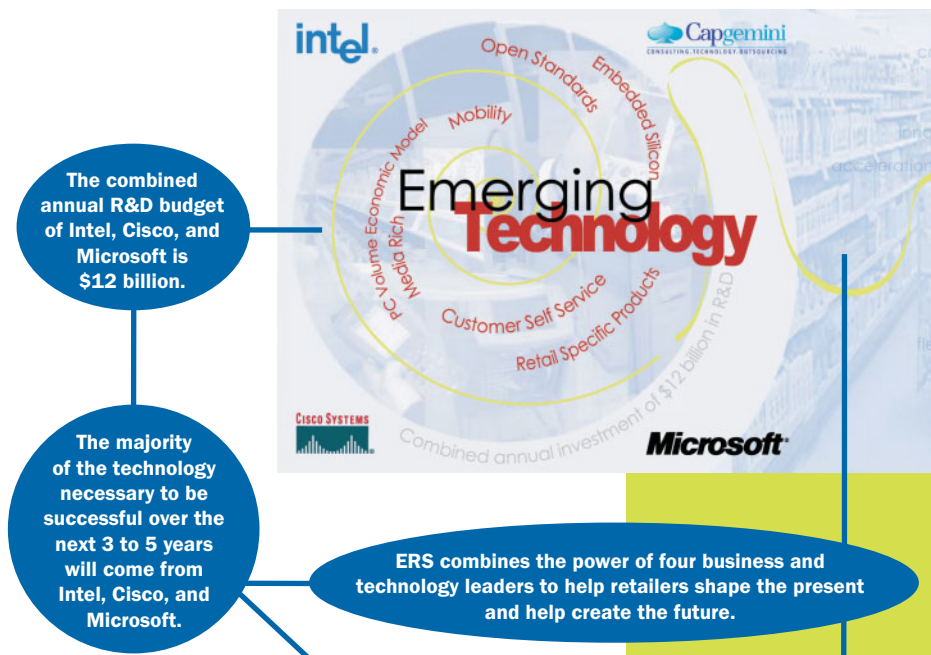 intel.
Capgemini
CONSULTING.TECHNOLOGY.OUTSOURCING
Open Standards
Embedded Silicon
Mobility
PC Volume Economic Model
Media Rich
Emerging
Technology
Customer Self Service
Retail Specific Products
Combined annual investment of $12 billion in R&D
acceleration
CISCO SYSTEMS
Microsoft
The combined
annual R&D budget
of Intel, Cisco, and
Microsoft is
$12 billion.
The majority
of the technology
necessary to be
successful over the
next 3 to 5 years
will come from
Intel, Cisco, and
Microsoft.
ERS combines the power of four business and
technology leaders to help retailers shape the present
and help create the future.